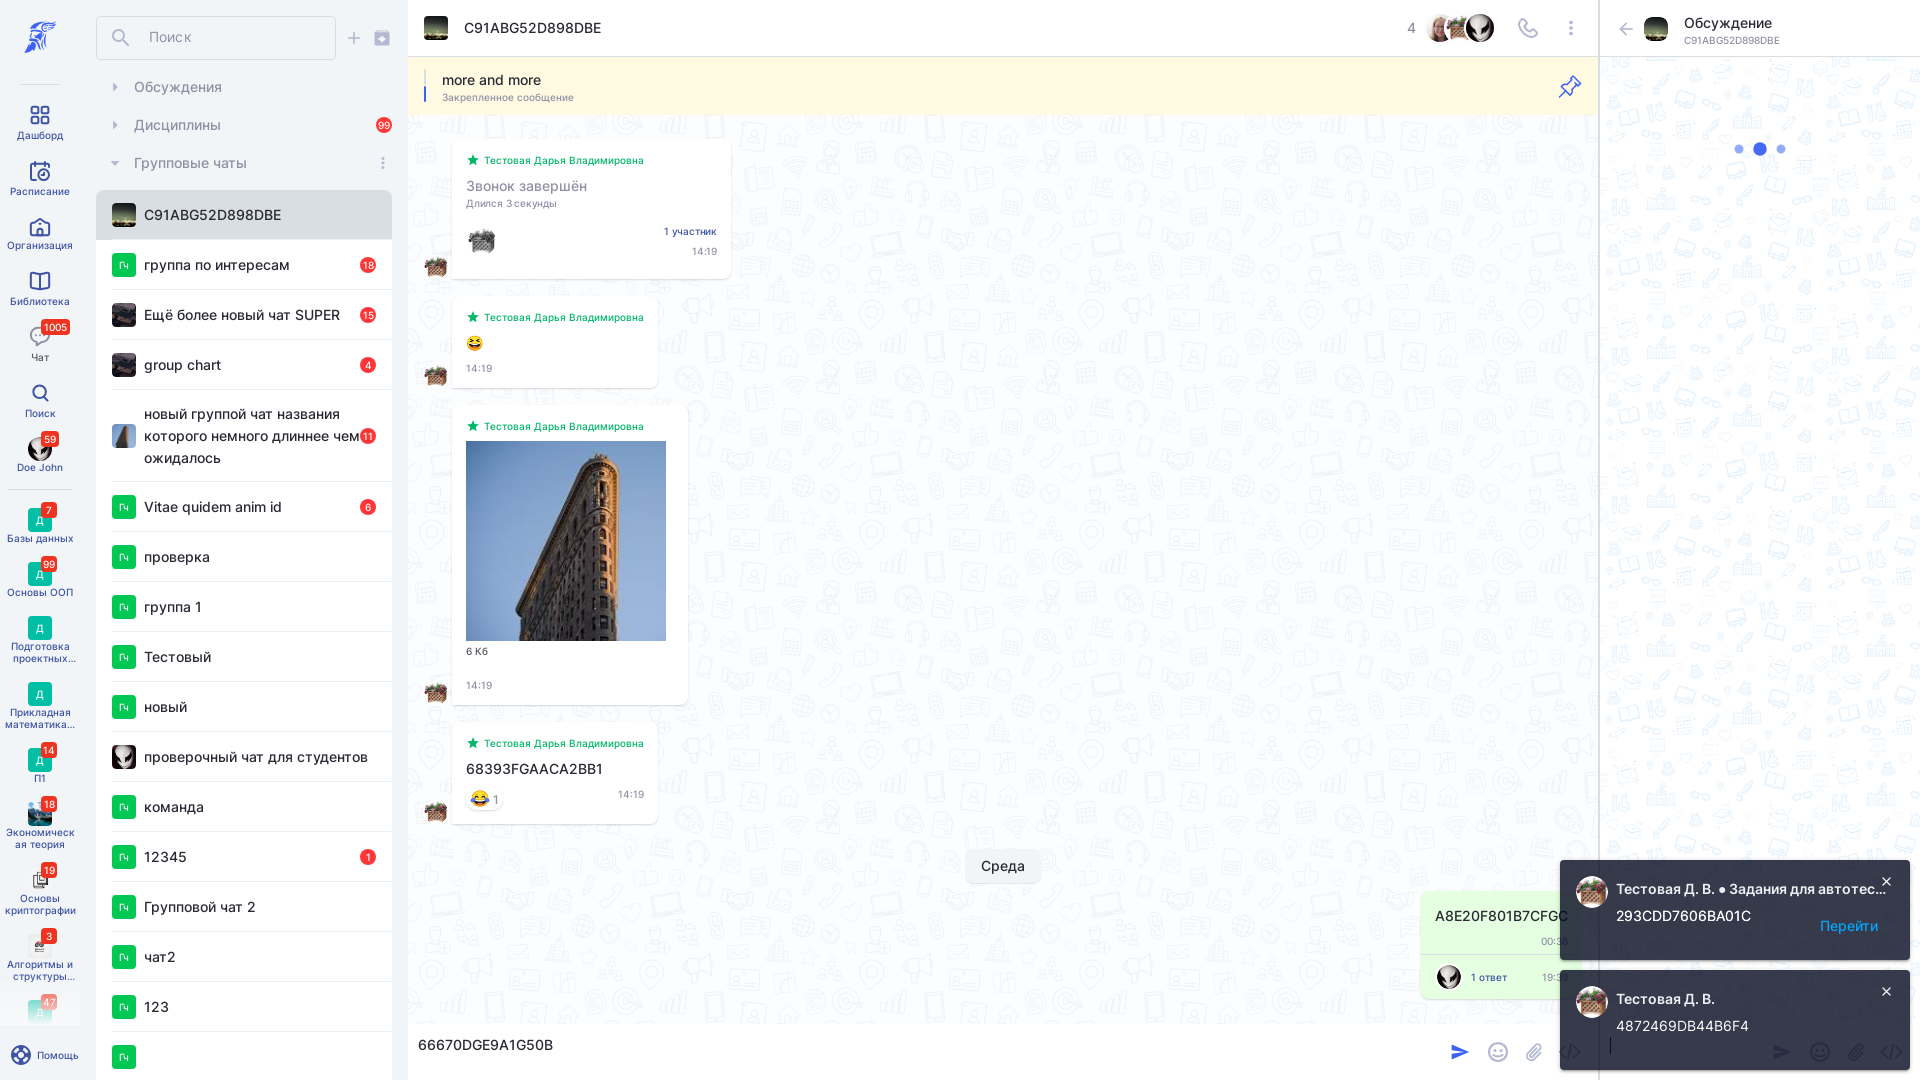 Дашборд
Расписание
Организация
Библиотека
1005
Чат
Поиск
59
Doe John
7
Д
Базы данных
99
Д
Основы ООП
Д
Подготовка
проектных...
Д
Прикладная
математика...
14
Д
П1
18
Экономическ
ая теория
19
Основы
криптографии
3
Алгоритмы и
структуры...
47
Д
Помощь
Поиск
Обсуждения
Дисциплины
99
Групповые чаты
C91ABG52D898DBE
Гч
группа по интересам
18
Ещё более новый чат SUPER
15
group chart
4
новый группой чат названия
которого немного длиннее чем
ожидалось
11
Гч
Vitae quidem anim id
6
Гч
проверка
Гч
группа 1
Гч
Тестовый
Гч
новый
проверочный чат для студентов
Гч
команда
Гч
12345
1
Гч
Групповой чат 2
Гч
чат2
Гч
123
Гч
C91ABG52D898DBE
4
more and more
Закрепленное сообщение
Тестовая Дарья Владимировна
Звонок завершён
Длился 3 секунды
1 участник
14:19
Тестовая Дарья Владимировна
14:19
Тестовая Дарья Владимировна
6 Кб
14:19
Тестовая Дарья Владимировна
68393FGAACA2BB1
1
14:19
Среда
A8E20F801B7CFGC
00:38
1 ответ
66670DGE9A1G50B
Обсуждение
C91ABG52D898DBE
Тестовая Д. В. ● Задания для автотес...
293CDD7606BA01C
Перейти
Тестовая Д. В.
4872469DB44B6F4